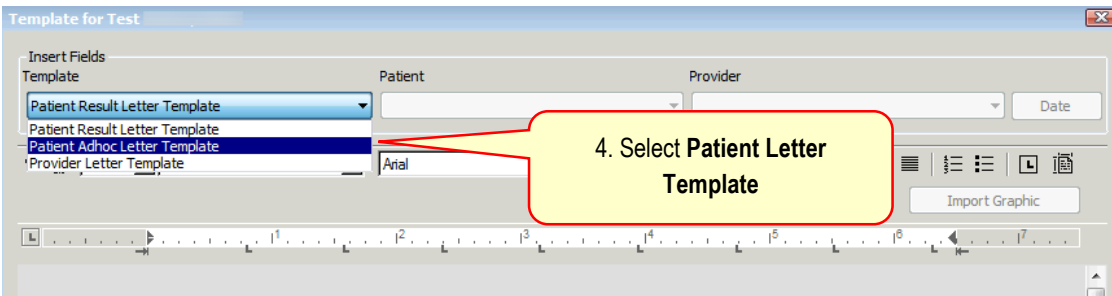 Template for Test
Insert Fields
Template Patient Provider
Patient Result Letter Template Date
Patient Result Letter Template
Patient Adhoc Letter Template
Provider Letter Template
Arial
4. Select Patient Letter
Template
Import Graphic
1 2 3 4 5 6 7